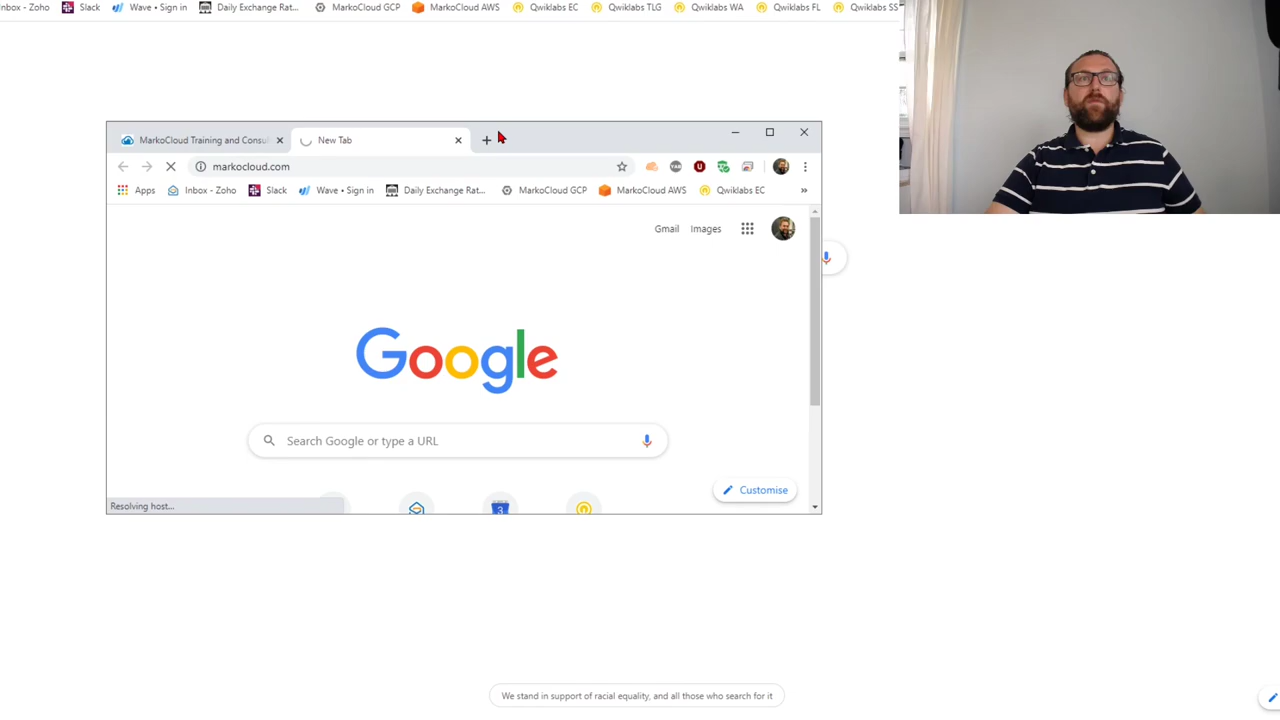 nbox - Zoho Slack Wave • Sign in Daily Exchange Rat... MarkoCloud GCP MarkoCloud AWS Qwiklabs EC Qwiklabs TLG Qwiklabs WA Qwiklabs FL Qwiklabs SS
MarkoCloud Training and Consul New Tab
markocloud.com
Apps Inbox - Zoho Slack Wave • Sign in Daily Exchange Rat... MarkoCloud GCP MarkoCloud AWS Qwiklabs EC
Gmail Images
Google
Search Google or type a URL
Customise
Resolving host...
3
We stand in support of racial equality, and all those who search for it